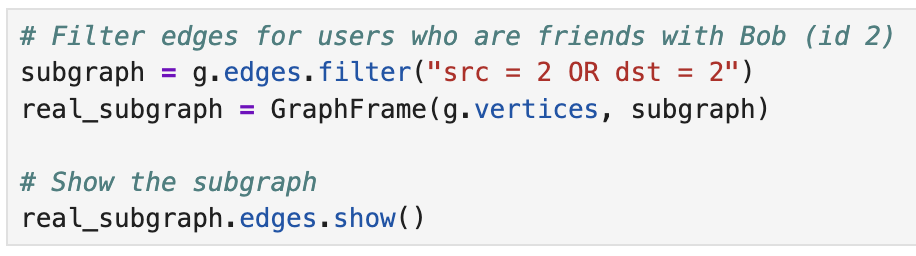 # Filter edges for users who are friends with Bob (id 2)
subgraph = g.edges.filter("src = 2 OR dst = 2")
real_subgraph = GraphFrame(g.vertices, subgraph)
# Show the subgraph
real_subgraph.edges.show()